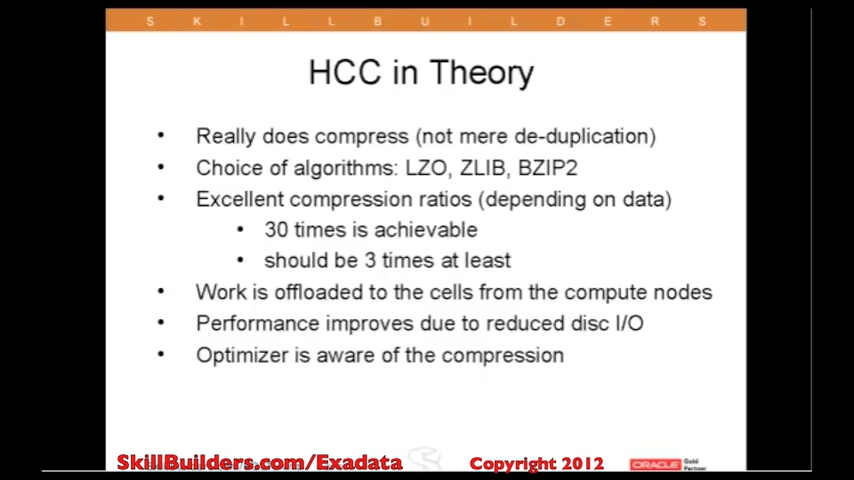 SKILLBUILDERS
HCC in Theory
• Really does compress (not mere de-duplication)
• Choice of algorithms: LZO, ZLIB, BZIP2
• Excellent compression ratios (depending on data)
• 30 times is achievable
• should be 3 times at least
• Work is offloaded to the cells from the compute nodes
• Performance improves due to reduced disc I/O
• Optimizer is aware of the compression
SkillBuilders.com/Exadata Copyright 2012 ORACLE Gold
Partner